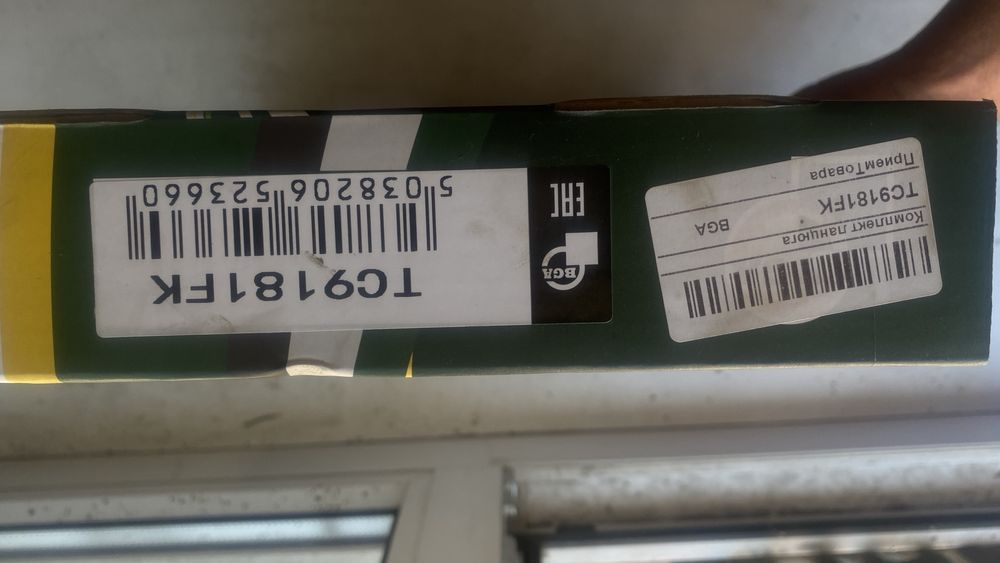 TC9181FK
5 038206 523660
BGA
EAC
Комплект ланцюга
TC9181FK BGA
ПриемТовара